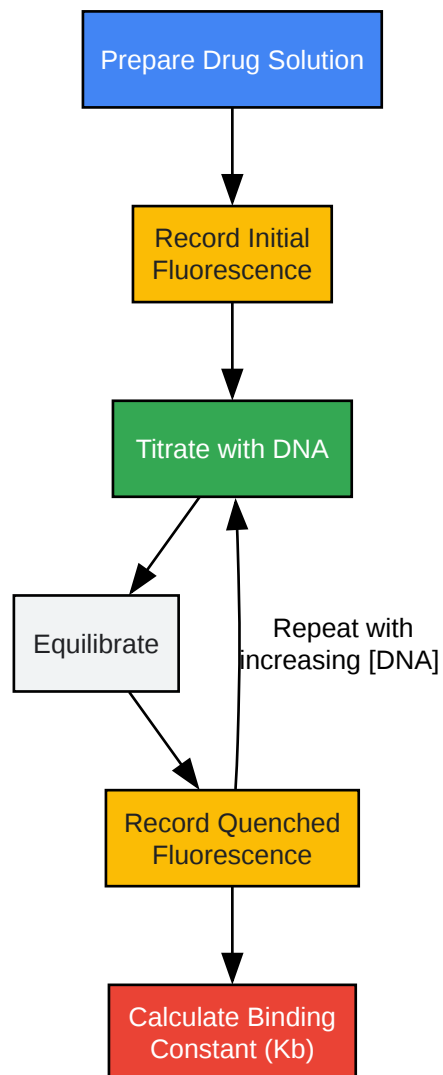 Prepare Drug Solution
Record Initial
Fluorescence
Titrate with DNA
Equilibrate
Repeat with
increasing [DNA]
Record Quenched
Fluorescence
Calculate Binding
Constant (Kb)